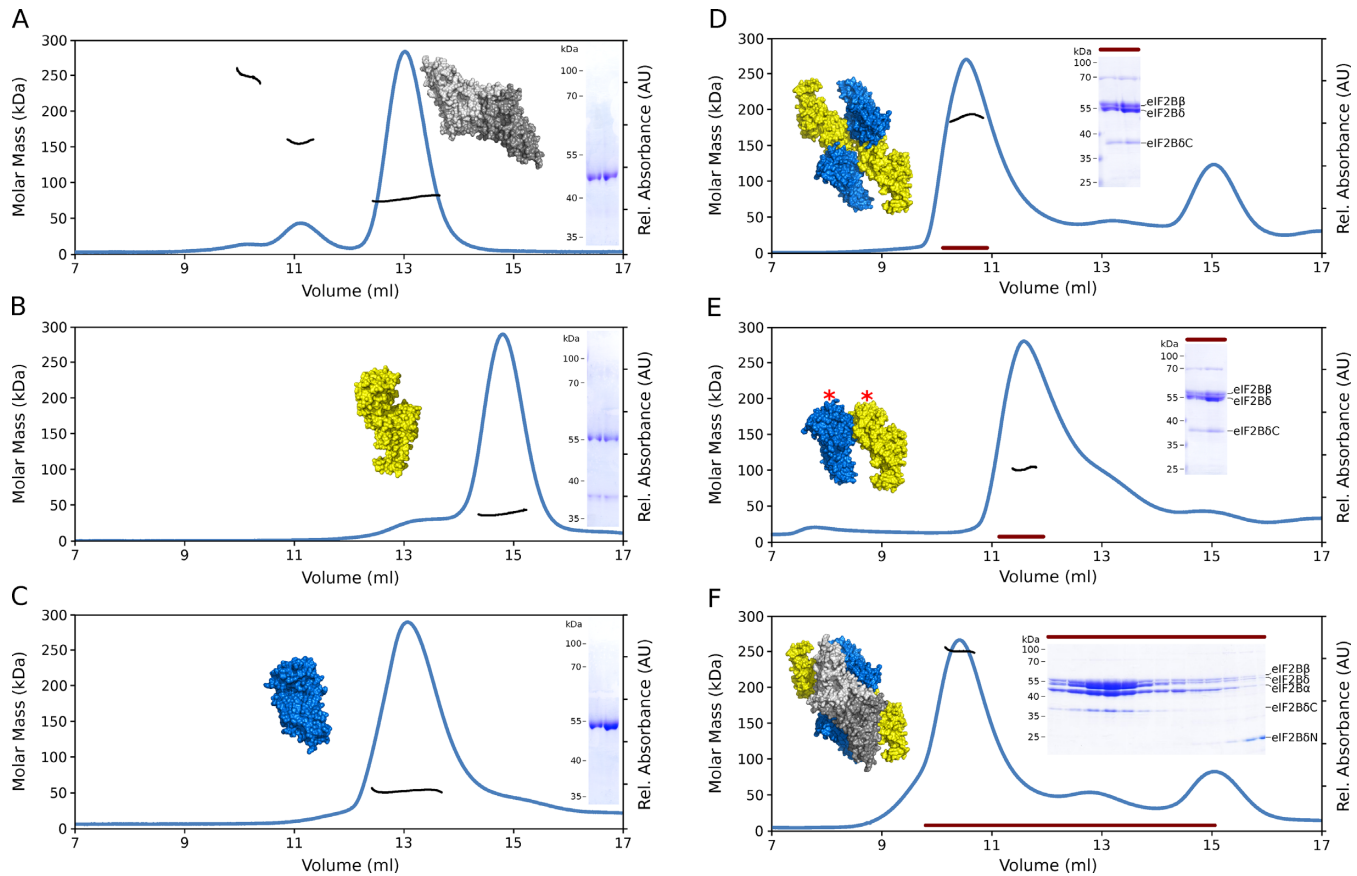 A
Molar Mass (kDa)
300
250
200
150
100
50
0
7
9
11
13
15
17
Volume (ml)
Rel. Absorbance (AU)
kDa
100
70
55
40
35
B
Molar Mass (kDa)
300
250
200
150
100
50
0
7
9
11
13
15
17
Volume (ml)
Rel. Absorbance (AU)
kDa
100
70
55
40
35
C
Molar Mass (kDa)
300
250
200
150
100
50
0
7
9
11
13
15
17
Volume (ml)
Rel. Absorbance (AU)
kDa
100
70
55
40
35
D
Molar Mass (kDa)
300
250
200
150
100
50
0
7
9
11
13
15
17
Volume (ml)
Rel. Absorbance (AU)
kDa
100
70
55
40
35
25
eIF2Bβ
eIF2Bδ
eIF2BδC
E
Molar Mass (kDa)
300
250
200
150
100
50
0
7
9
11
13
15
17
Volume (ml)
Rel. Absorbance (AU)
* *
kDa
100
70
55
40
35
25
eIF2Bβ
eIF2Bδ
eIF2BδC
F
Molar Mass (kDa)
300
250
200
150
100
50
0
7
9
11
13
15
17
Volume (ml)
Rel. Absorbance (AU)
kDa
100
70
55
40
35
25
eIF2Bβ
eIF2Bδ
eIF2Bα
eIF2BδC
eIF2BδN